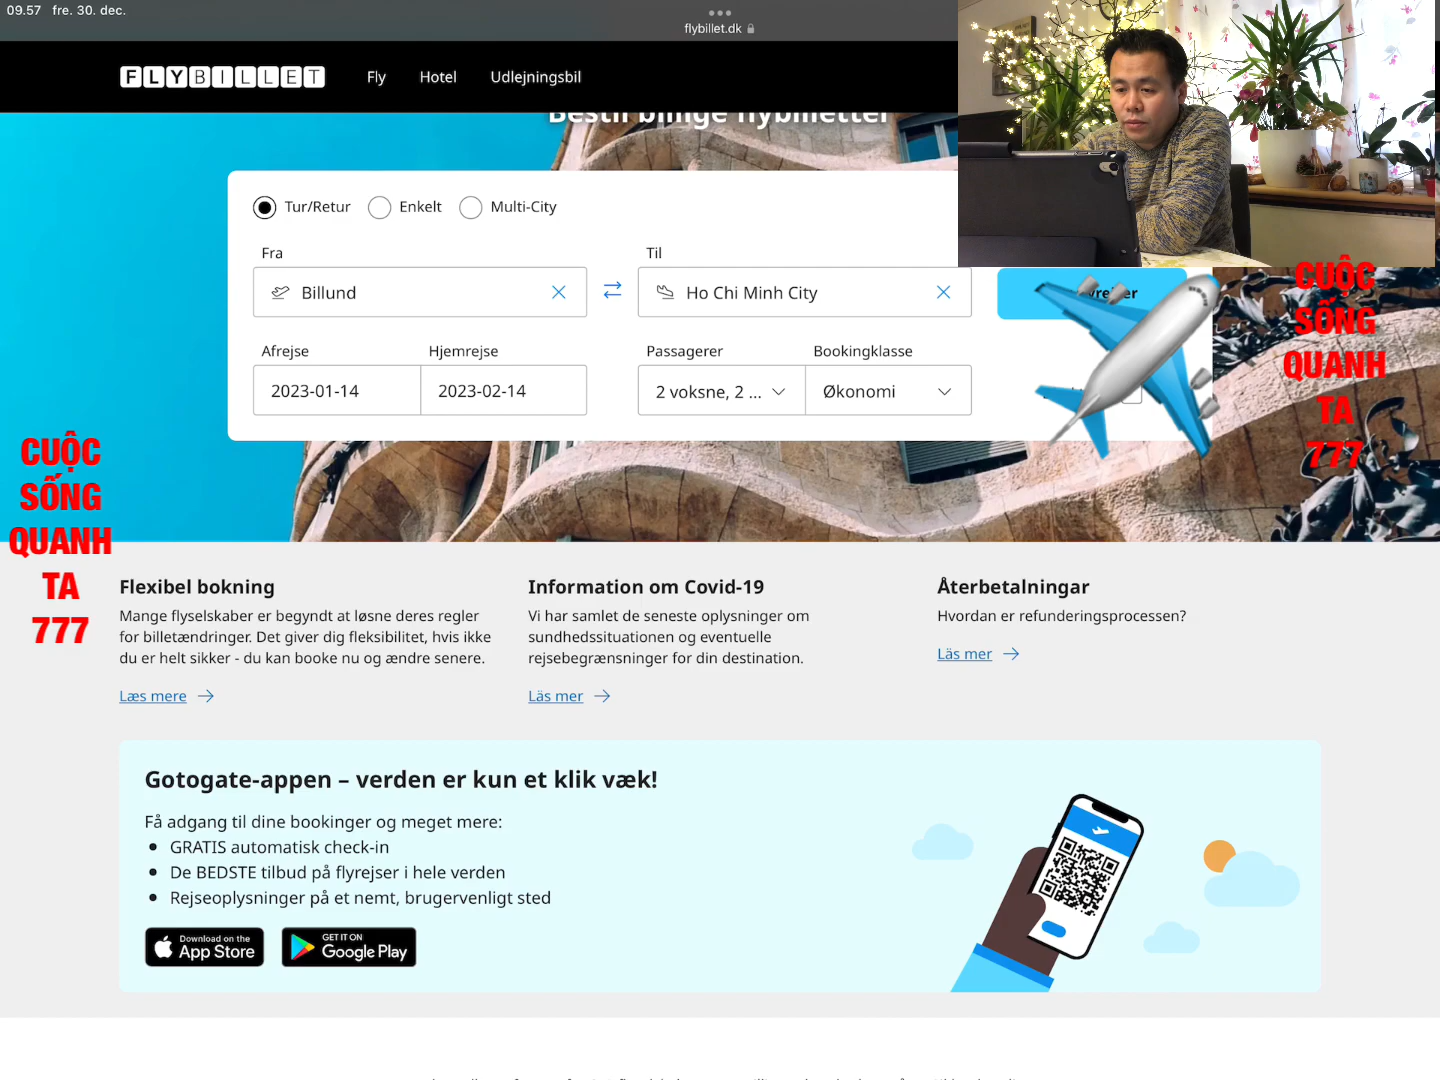 09.57 fre. 30. dec.
flybillet.dk
FLYBILLET
Fly
Hotel
Udlejningsbil
Bestil billige flybilletter
Tur/Retur
Enkelt
Multi-City
Fra
Til
Billund
Ho Chi Minh City
Afrejse
Hjemrejse
Passagerer
Bookingklasse
2023-01-14
2023-02-14
2 voksne, 2 ...
Økonomi
CUỘC
SỐNG
QUANH
TA
777
CUỘC
SỐNG
QUANH
TA
777
Flexibel bokning
Mange flyselskaber er begyndt at løsne deres regler
for billetændringer. Det giver dig fleksibilitet, hvis ikke
du er helt sikker - du kan booke nu og ændre senere.
Læs mere
Information om Covid-19
Vi har samlet de seneste oplysninger om
sundhedssituationen og eventuelle
rejsebegrænsninger for din destination.
Läs mer
Återbetalningar
Hvordan er refunderingsprocessen?
Läs mer
Gotogate-appen – verden er kun et klik væk!
Få adgang til dine bookinger og meget mere:
GRATIS automatisk check-in
De BEDSTE tilbud på flyrejser i hele verden
Rejseoplysninger på et nemt, brugervenligt sted
Download on the
App Store
GET IT ON
Google Play